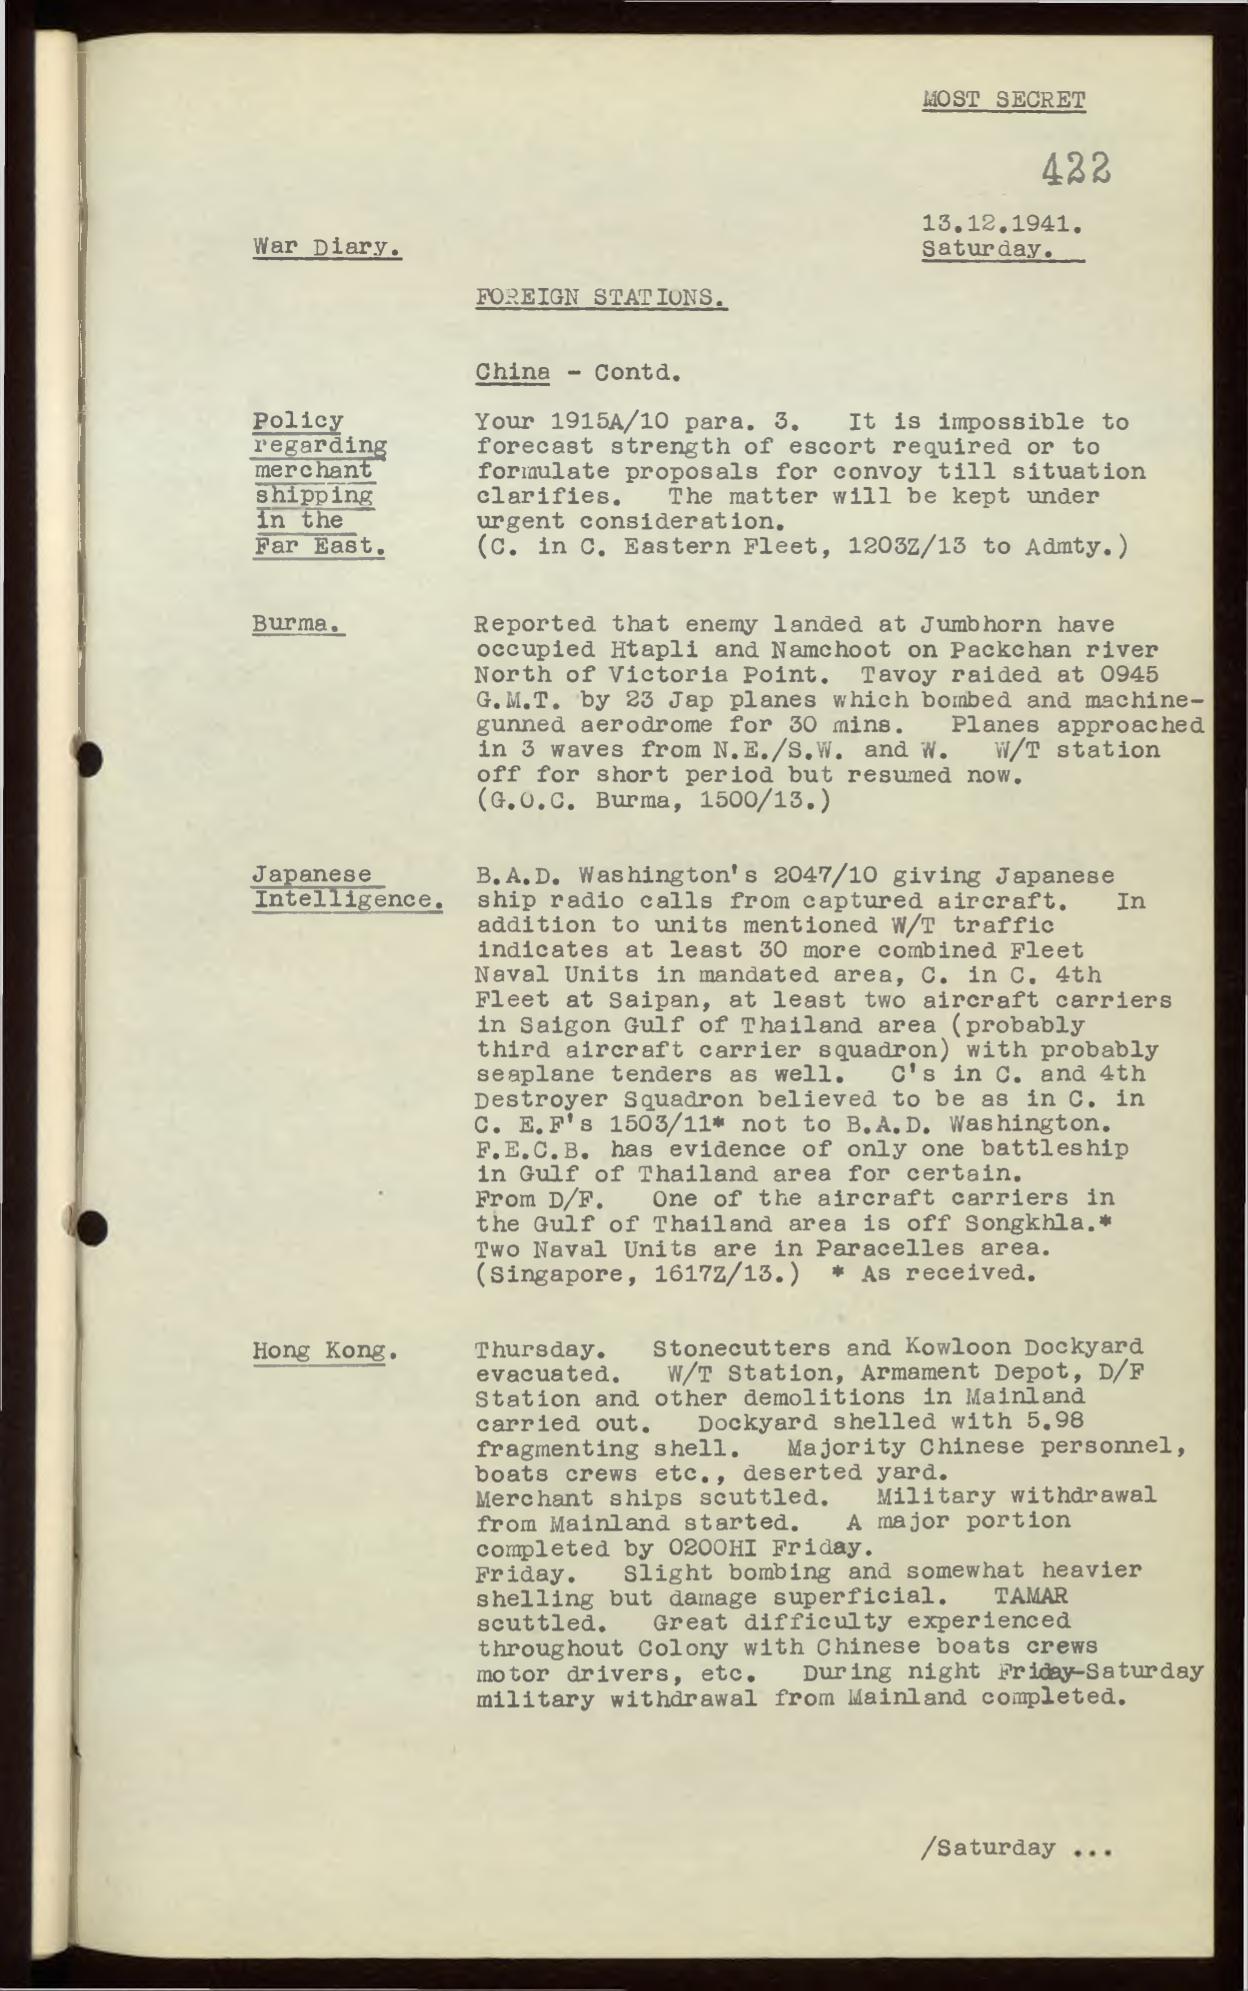 MOST SECRET
422
13.12.1941.
War Diary.
Saturday.
FOREIGN STATIONS.
China - Contd.
Policy
regarding
merchant
shipping
in the
Far East.
Your 1915A/10 para. 3. It is impossible to
forecast strength of escort required or to
formulate proposals for convoy till situation
clarifies. The matter will be kept under
urgent consideration.
(C. in C. Eastern Fleet, 1203Z/13 to Admty.)
Burma.
Reported that enemy landed at Jumbhorn have
occupied Htapli and Namchoot on Packchan river
North of Victoria Point. Tavoy raided at 0945
G.M.T. by 23 Jap planes which bombed and machine-
gunned aerodrome for 30 mins. Planes approached
in 3 waves from N.E./S.W. and W. W/T station
off for short period but resumed now.
(G.O.C. Burma, 1500/13.)
Japanese
Intelligence.
B.A.D. Washington's 2047/10 giving Japanese
ship radio calls from captured aircraft. In
addition to units mentioned W/T traffic
indicates at least 30 more combined Fleet
Naval Units in mandated area, C. in C. 4th
Fleet at Saipan, at least two aircraft carriers
in Saigon Gulf of Thailand area (probably
third aircraft carrier squadron) with probably
seaplane tenders as well. C's in C. and 4th
Destroyer Squadron believed to be as in C. in
C. E.F's 1503/11* not to B.A.D. Washington.
F.E.C.B. has evidence of only one battleship
in Gulf of Thailand area for certain.
From D/F. One of the aircraft carriers in
the Gulf of Thailand area is off Songkhla.*
Two Naval Units are in Paracelles area.
(Singapore, 1617Z/13.) * As received.
Hong Kong.
Thursday. Stonecutters and Kowloon Dockyard
evacuated. W/T Station, Armament Depot, D/F
Station and other demolitions in Mainland
carried out. Dockyard shelled with 5.98
fragmenting shell. Majority Chinese personnel,
boats crews etc., deserted yard.
Merchant ships scuttled. Military withdrawal
from Mainland started. A major portion
completed by 0200HI Friday.
Friday. Slight bombing and somewhat heavier
shelling but damage superficial. TAMAR
scuttled. Great difficulty experienced
throughout Colony with Chinese boats crews
motor drivers, etc. During night Friday-Saturday
military withdrawal from Mainland completed.
/Saturday ...